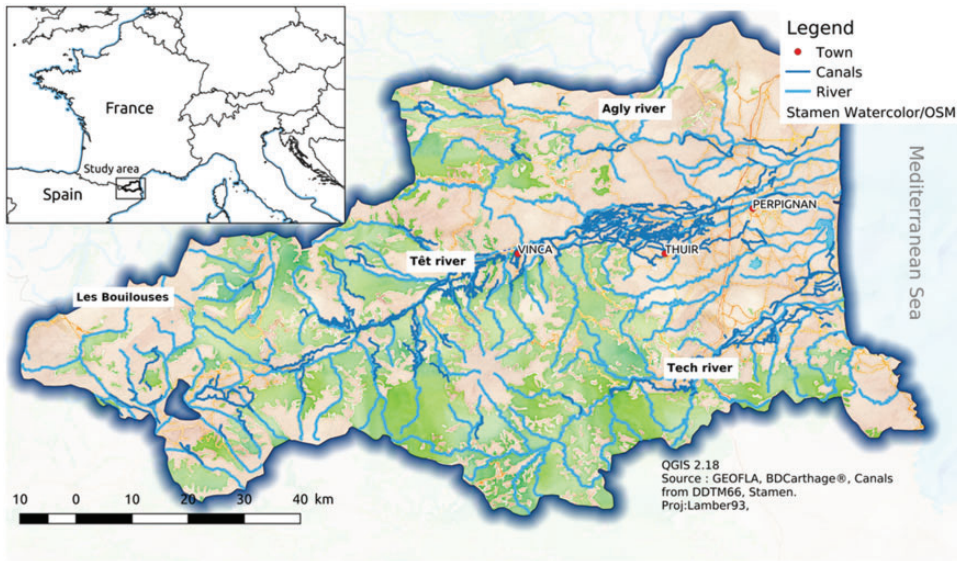 France
Study area
Spain
Legend
Town
Canals
River
Stamen Watercolor/OSM
Agly river
Mediterranean Sea
PERPIGNAN
VINCA
THUIR
Têt river
Les Bouilouses
Tech river
QGIS 2.18
Source : GEOFLA, BDCarthage®, Canals
from DDTM66, Stamen.
Proj:Lamber93,
10 0 10 20 30 40 km